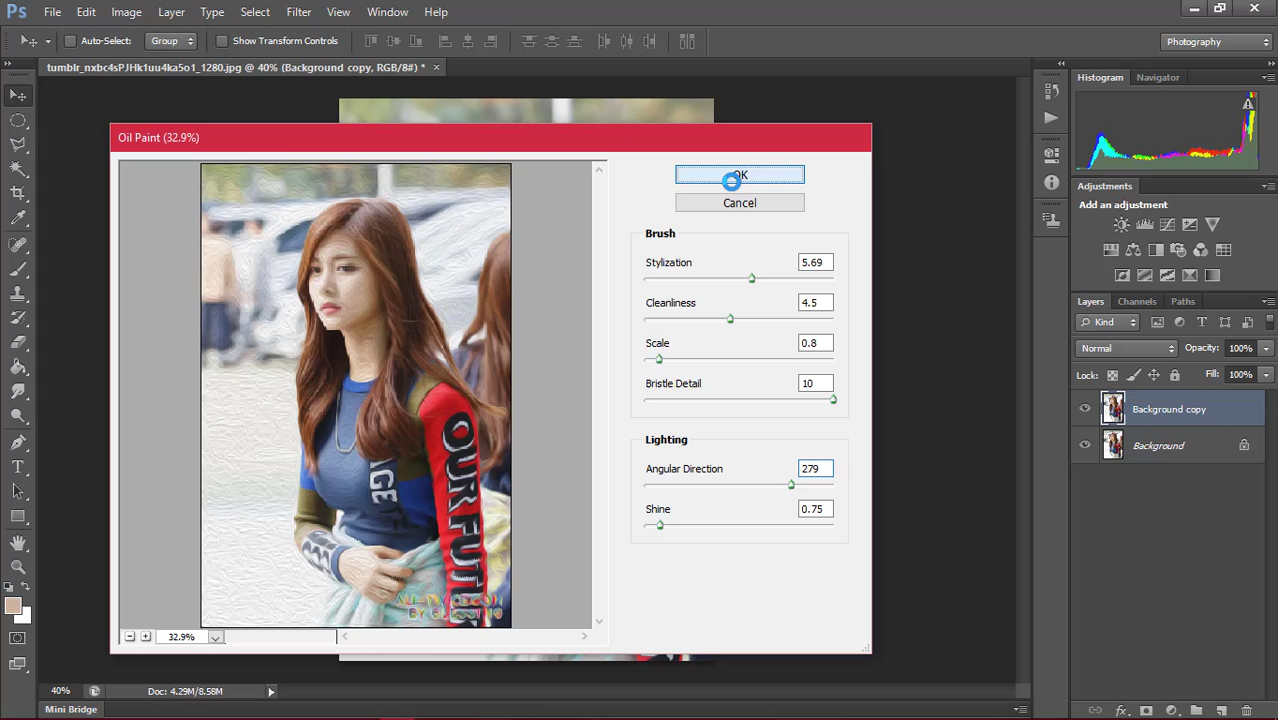 Ps File Edit Image Layer Type Select Filter View Window Help
Auto-Select: Group Show Transform Controls Photography
tumblr_nxbc4sPJHk1uu4ka5o1_1280.jpg @ 40% (Background copy, RGB/8#) *
Histogram Navigator
Oil Paint (32.9%)
OK
Cancel
Brush
Stylization 5.69
Cleanliness 4.5
Scale 0.8
Bristle Detail 10
Lighting
Angular Direction 279
Shine 0.75
OUR FUTU
32.9%
Adjustments
Add an adjustment
Layers Channels Paths
Kind
Normal Opacity: 100%
Lock: Fill: 100%
Background copy
Background
40% Doc: 4.29M/8.58M
Mini Bridge